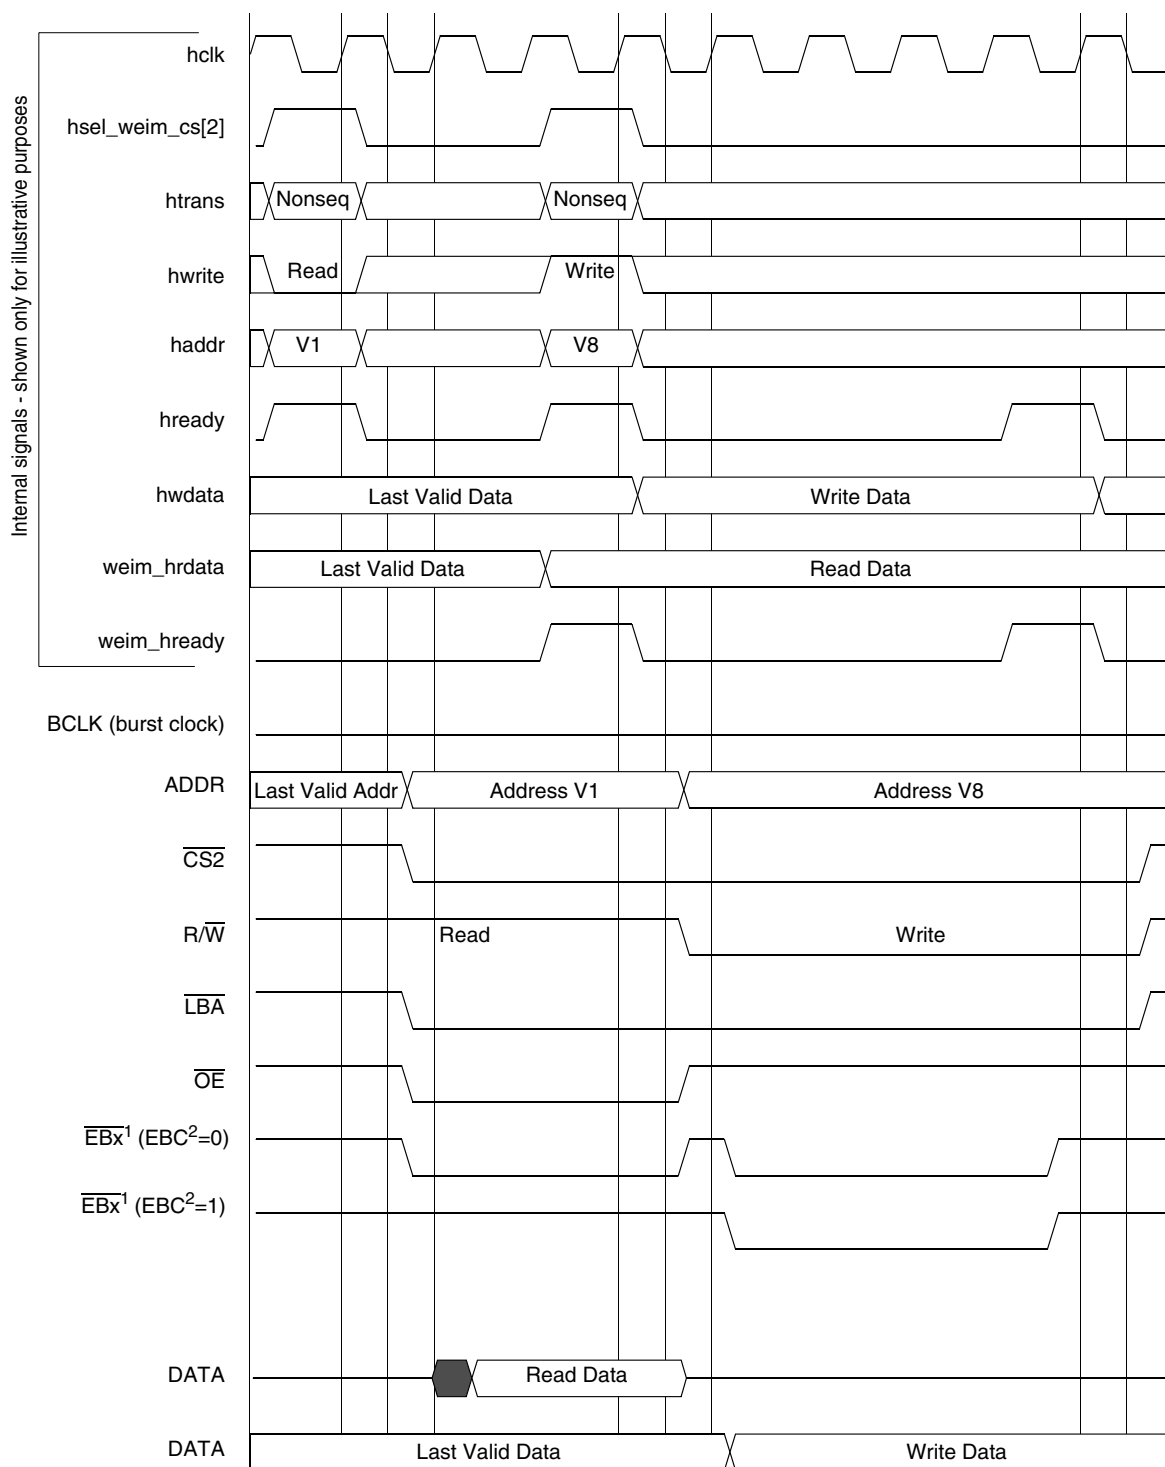 Internal signals - shown only for illustrative purposes
hclk
hsel_weim_cs[2]
htrans Nonseq Nonseq
hwrite Read Write
haddr V1 V8
hready
hwdata Last Valid Data Write Data
weim_hrdata Last Valid Data Read Data
weim_hready
BCLK (burst clock)
ADDR Last Valid Addr Address V1 Address V8
CS2
R/W Read Write
LBA
OE
EBx1 (EBC2=0)
EBx1 (EBC2=1)
DATA Read Data
DATA Last Valid Data Write Data